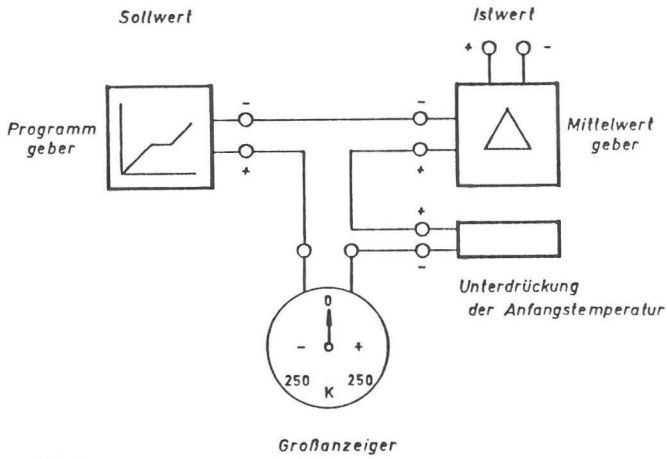 Sollwert
Istwert
+ -
Programm
geber
-
+
-
+
Mittelwert
geber
+
-
Unterdrückung
der Anfangstemperatur
0
- +
250 250
K
Großanzeiger